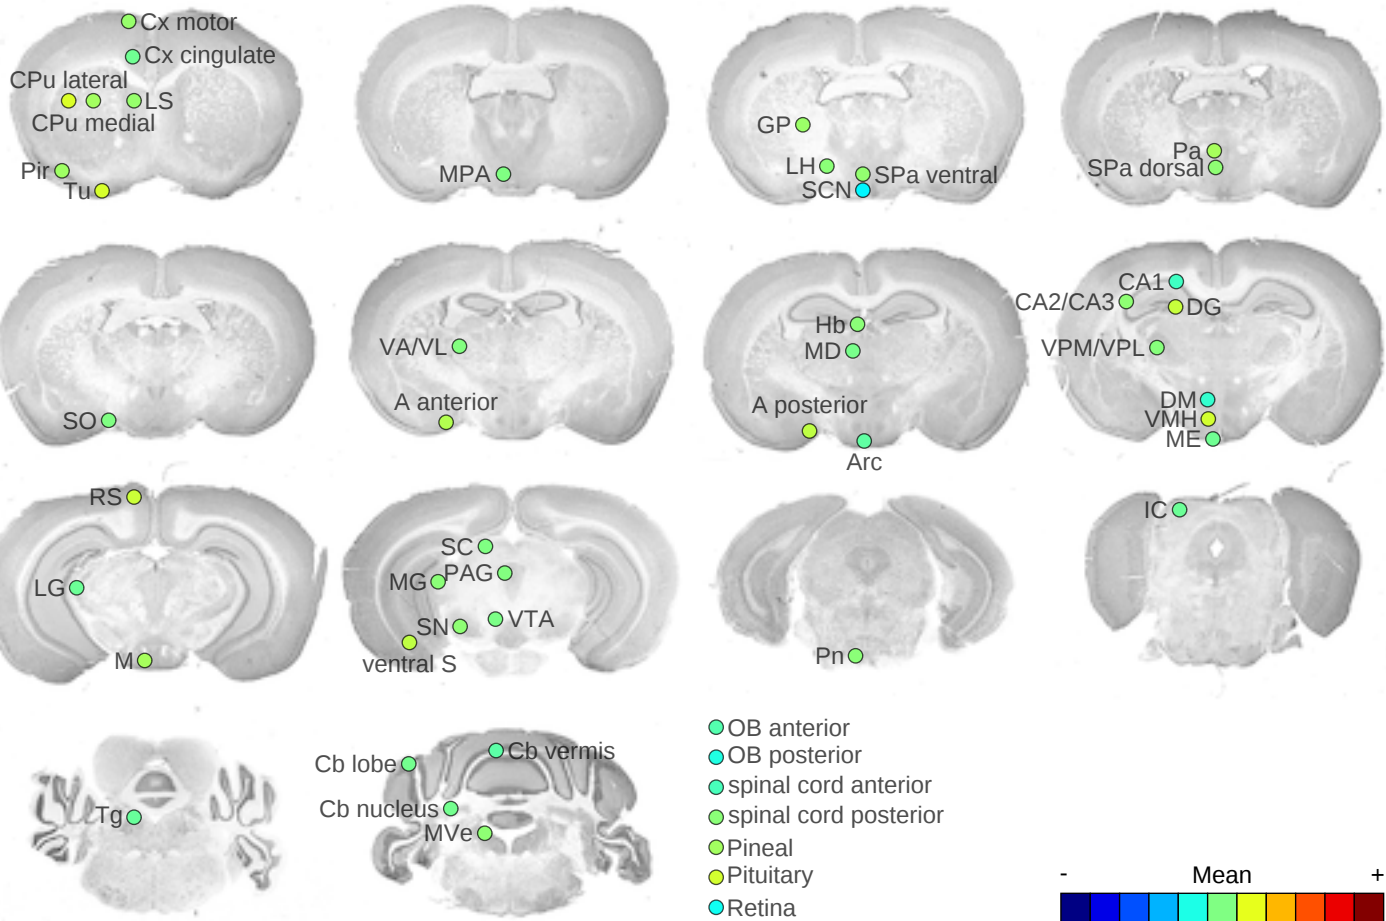 Cx motor
Cx cingulate
CPu lateral
LS
CPu medial
Pir
Tu
MPA
GP
LH
SPa ventral
SCN
Pa
SPa dorsal
SO
VA/VL
A anterior
Hb
MD
A posterior
Arc
CA1
CA2/CA3
DG
VPM/VPL
DM
VMH
ME
RS
LG
M
SC
MG
PAG
SN
VTA
ventral S
Pn
IC
Tg
Cb lobe
Cb vermis
Cb nucleus
MVe
OB anterior
OB posterior
spinal cord anterior
spinal cord posterior
Pineal
Pituitary
Retina
- Mean +